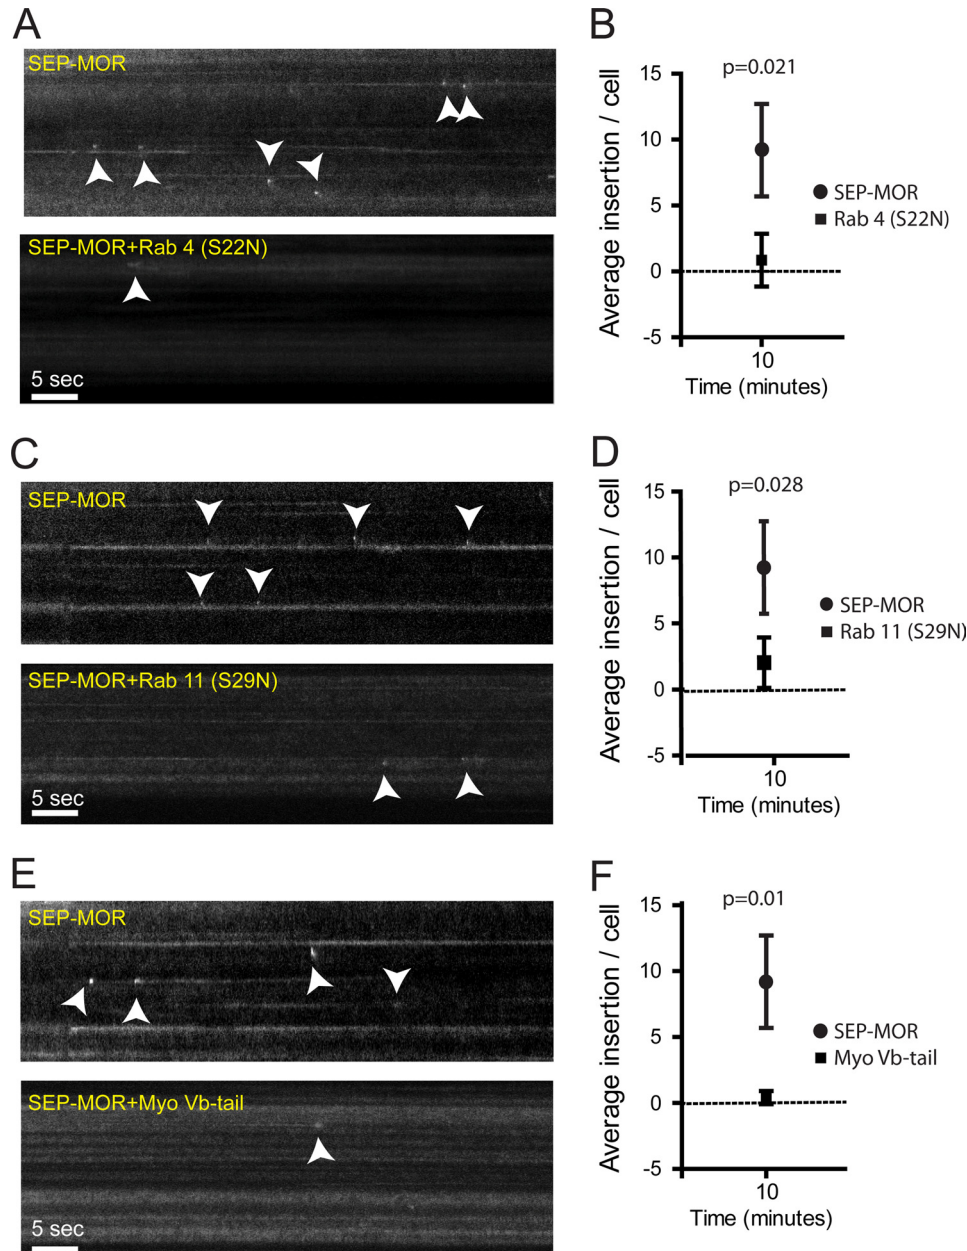 A
SEP-MOR
SEP-MOR+Rab 4 (S22N)
5 sec
B
p=0.021
Average insertion / cell
15
10
5
0
-5
10
Time (minutes)
SEP-MOR
Rab 4 (S22N)
C
SEP-MOR
SEP-MOR+Rab 11 (S29N)
5 sec
D
p=0.028
Average insertion / cell
15
10
5
0
-5
10
Time (minutes)
SEP-MOR
Rab 11 (S29N)
E
SEP-MOR
SEP-MOR+Myo Vb-tail
5 sec
F
p=0.01
Average insertion / cell
15
10
5
0
-5
10
Time (minutes)
SEP-MOR
Myo Vb-tail